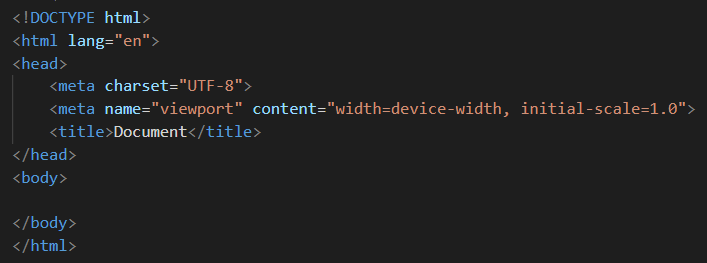 <!DOCTYPE html>
<html lang="en">
<head>
    <meta charset="UTF-8">
    <meta name="viewport" content="width=device-width, initial-scale=1.0">
    <title>Document</title>
</head>
<body>

</body>
</html>